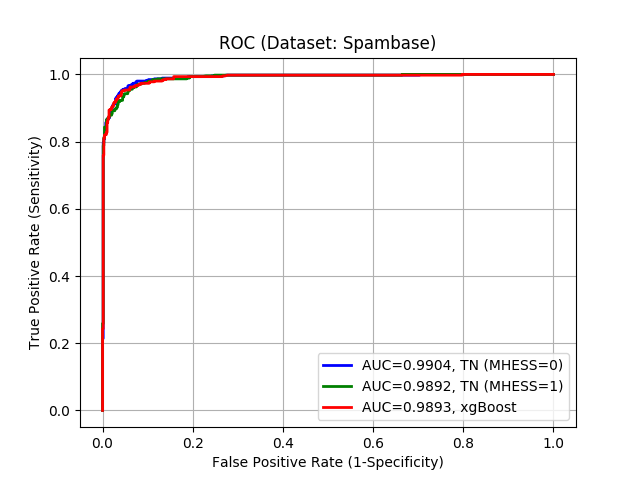 ROC (Dataset: Spambase)
True Positive Rate (Sensitivity)
1.0
0.8
0.6
0.4
0.2
0.0
AUC=0.9904, TN (MHESS=0)
AUC=0.9892, TN (MHESS=1)
AUC=0.9893, xgBoost
0.0 0.2 0.4 0.6 0.8 1.0
False Positive Rate (1-Specificity)